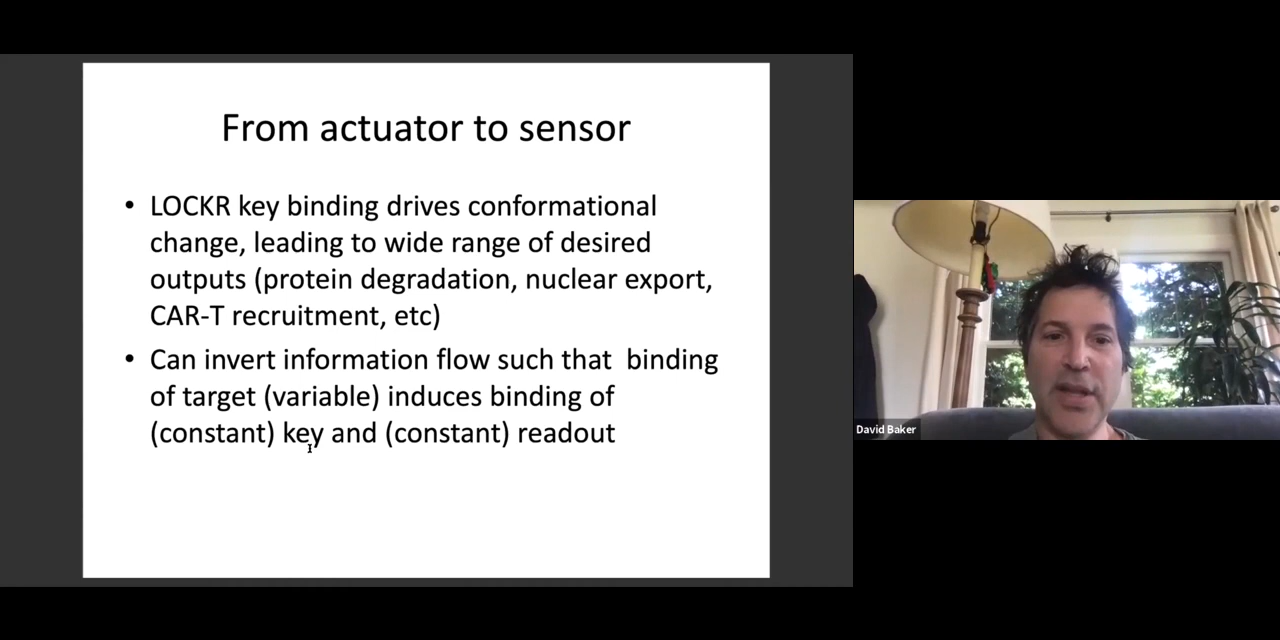 From actuator to sensor
• LOCKR key binding drives conformational
change, leading to wide range of desired
outputs (protein degradation, nuclear export,
CAR-T recruitment, etc)
• Can invert information flow such that  binding
of target (variable) induces binding of
(constant) key and (constant) readout
David Baker